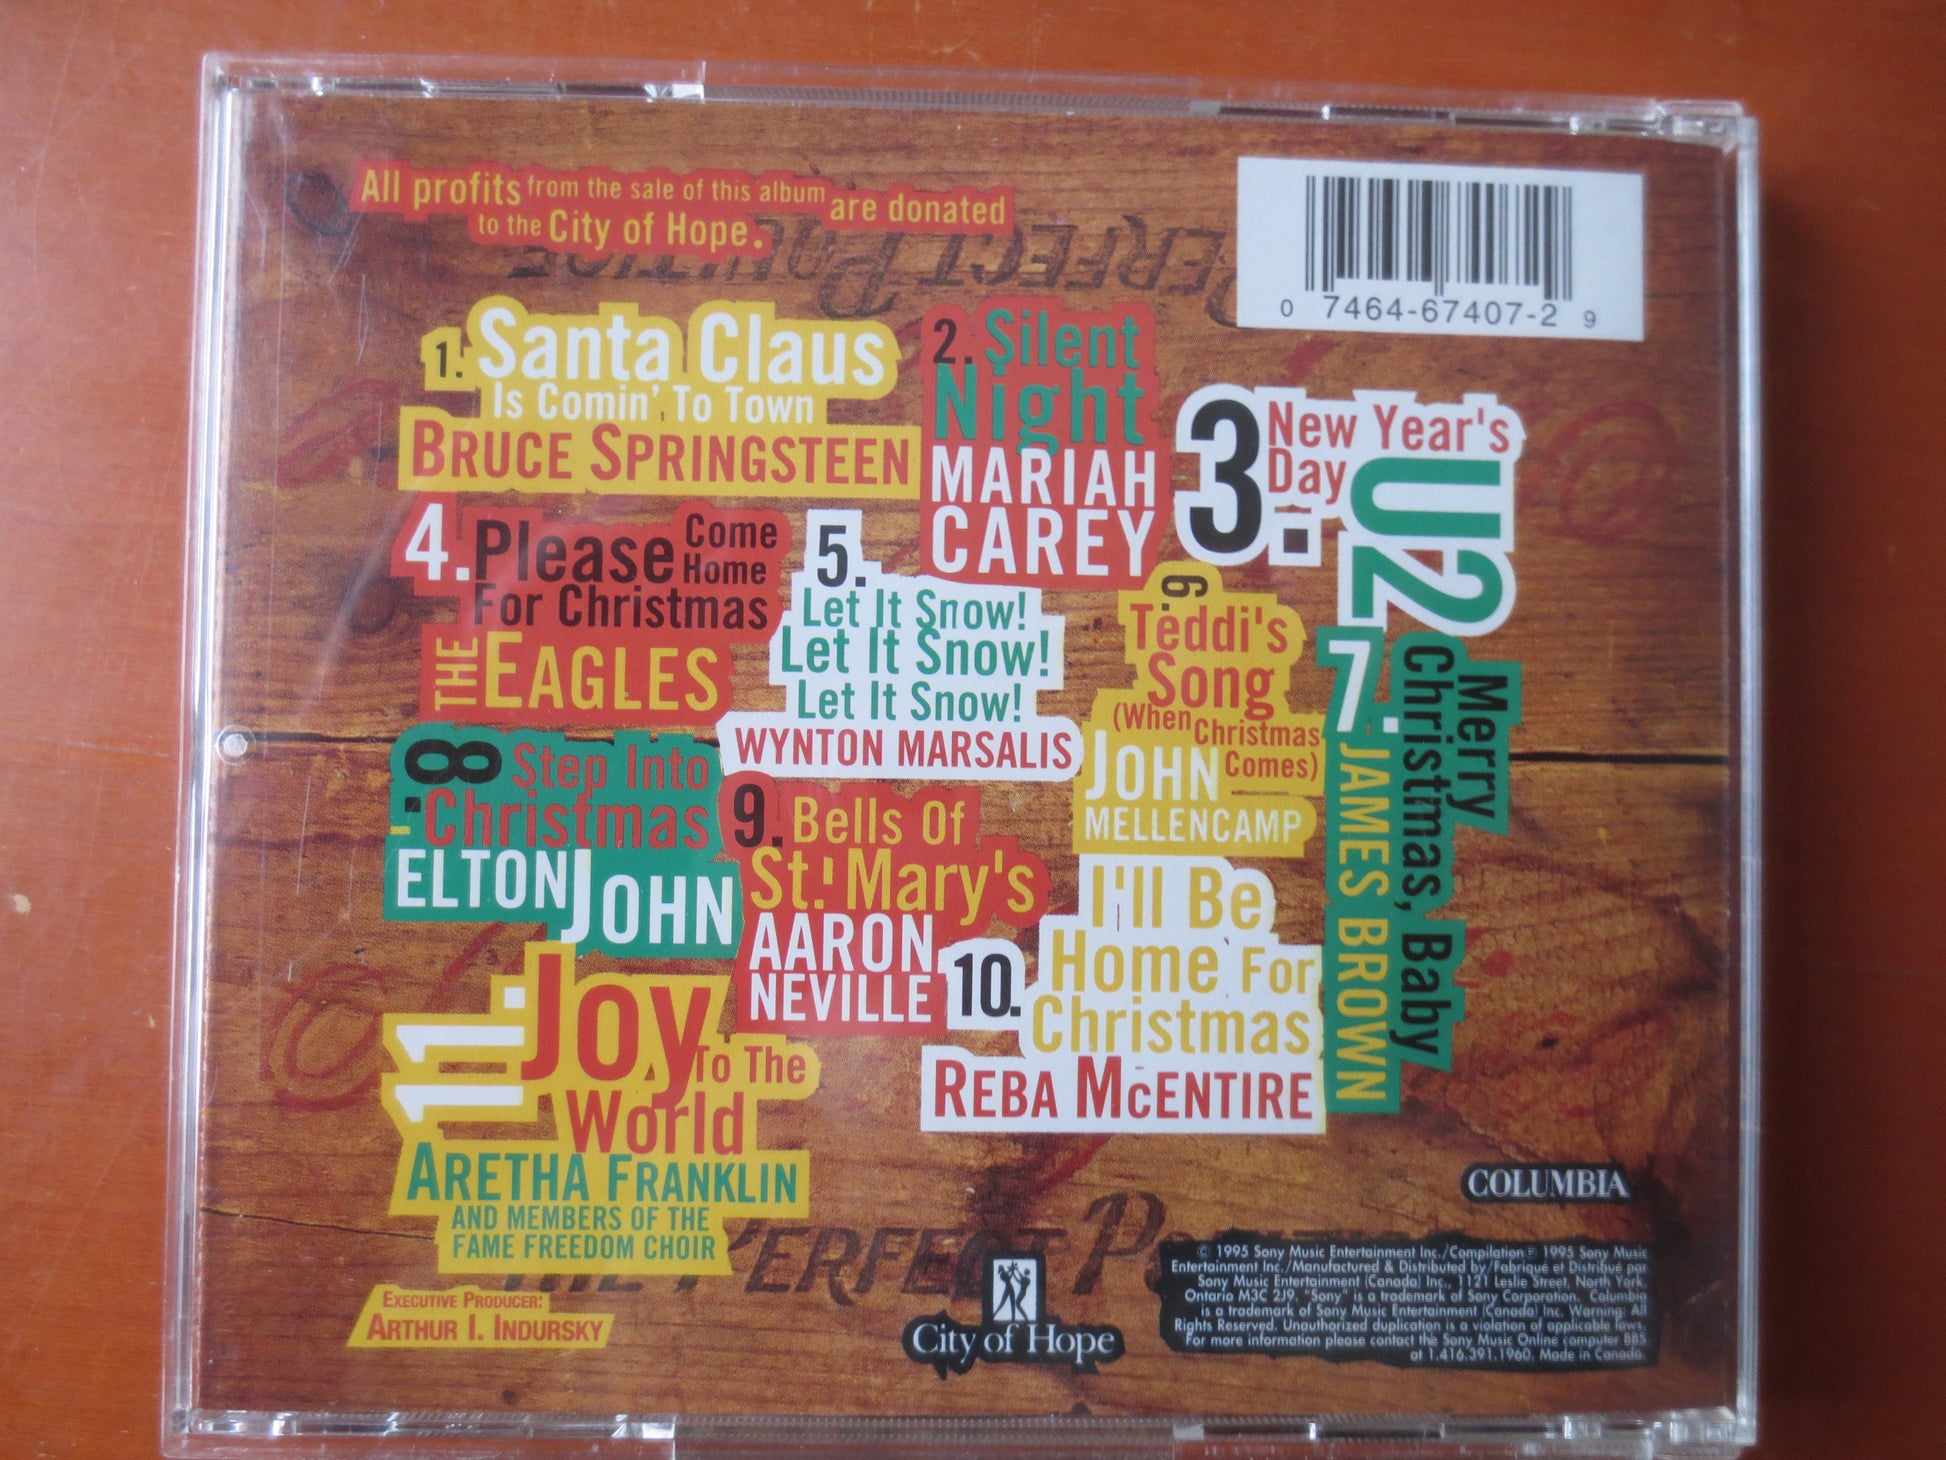 All profits from the sale of this album are donated
to the City of Hope.
PERFECT
0 7464-67407-2 9
1. Santa Claus
Is Comin' To Town
BRUCE SPRINGSTEEN
2. Silent
Night
MARIAH
CAREY
3. New Year's
Day
U2
4. Please Come Home
For Christmas
THE EAGLES
5.
Let It Snow!
Let It Snow!
Let It Snow!
WYNTON MARSALIS
6.
Teddi's
Song
(When Christmas
Comes)
JOHN
MELLENCAMP
7. Merry
Christmas, Baby
JAMES BROWN
8. Step Into
Christmas
ELTON JOHN
9. Bells Of
St. Mary's
AARON
NEVILLE
10. I'll Be
Home For
Christmas
REBA McENTIRE
11. Joy To The
World
ARETHA FRANKLIN
AND MEMBERS OF THE
FAME FREEDOM CHOIR
THE PERFECT
EXECUTIVE PRODUCER:
ARTHUR I. INDURSKY
City of Hope
COLUMBIA
© 1995 Sony Music Entertainment Inc./Compilation ℗ 1995 Sony Music
Entertainment Inc./Manufactured & Distributed by/Fabriqué et Distribué par
Sony Music Entertainment (Canada) Inc., 1121 Leslie Street, North York,
Ontario M3C 2J9. "Sony" is a trademark of Sony Corporation. Columbia
is a trademark of Sony Music Entertainment (Canada) Inc. Warning: All
Rights Reserved. Unauthorized duplication is a violation of applicable laws.
For more information please contact the Sony Music Online computer BBS
at 1.416.391.1960. Made in Canada.